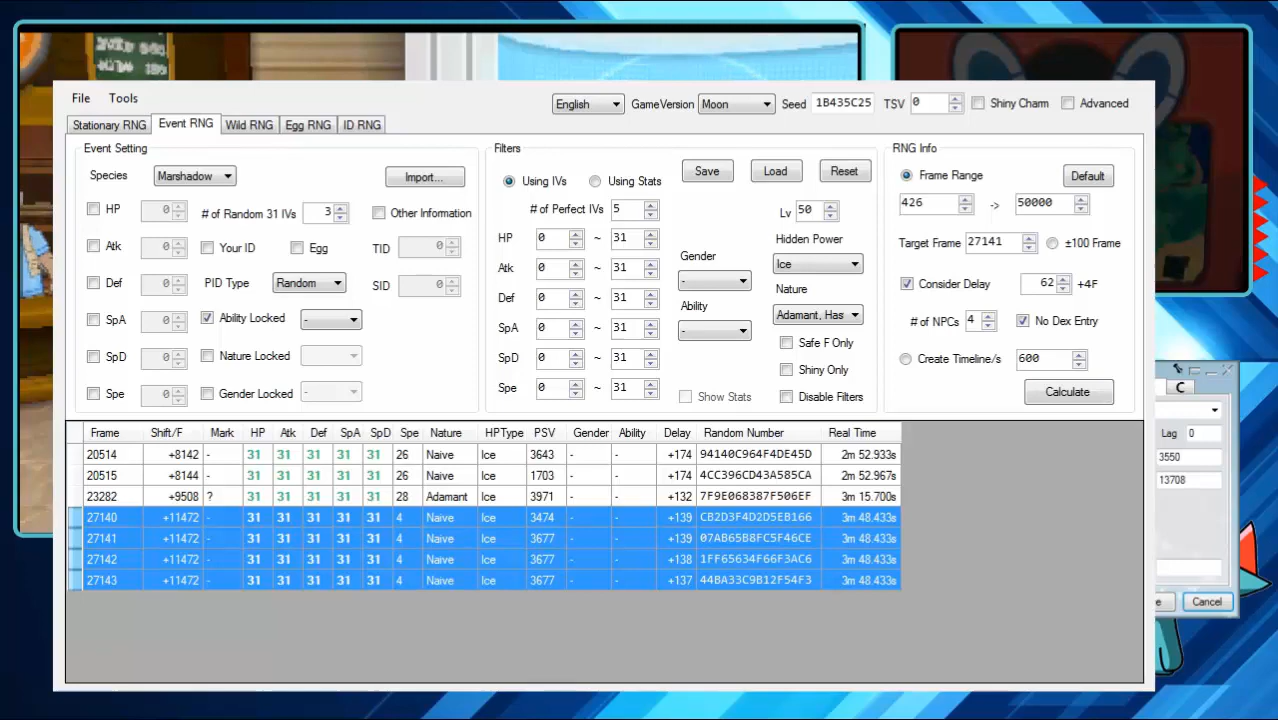 File Tools
English GameVersion Moon Seed 1B435C25 TSV 0 Shiny Charm Advanced
Stationary RNG Event RNG Wild RNG Egg RNG ID RNG
Event Setting
Species Marshadow Import...
HP 0 # of Random 31 IVs 3 Other Information
Atk 0 Your ID Egg TID 0
Def 0 PID Type Random SID 0
SpA 0 Ability Locked -
SpD 0 Nature Locked
Spe 0 Gender Locked -
Filters
Save Load Reset
Using IVs Using Stats
# of Perfect IVs 5 Lv 50
HP 0 ~ 31 Hidden Power
Atk 0 ~ 31 Gender Ice
Def 0 ~ 31 - Nature
SpA 0 ~ 31 Ability Adamant, Has
- Safe F Only
SpD 0 ~ 31 Shiny Only
Spe 0 ~ 31 Show Stats Disable Filters
RNG Info
Frame Range Default
426 -> 50000
Target Frame 27141 ±100 Frame
Consider Delay 62 +4F
# of NPCs 4 No Dex Entry
Create Timeline/s 600
Calculate
Frame Shift/F Mark HP Atk Def SpA SpD Spe Nature HPType PSV Gender Ability Delay Random Number Real Time
20514 +8142 - 31 31 31 31 31 26 Naive Ice 3643 - - +174 94140C964F4DE45D 2m 52.933s
20515 +8144 - 31 31 31 31 31 26 Naive Ice 1703 - - +174 4CC396CD43A585CA 2m 52.967s
23282 +9508 ? 31 31 31 31 31 28 Adamant Ice 3971 - - +132 7F9E068387F506EF 3m 15.700s
27140 +11472 - 31 31 31 31 31 4 Naive Ice 3474 - - +139 CB2D3F4D2D5EB166 3m 48.433s
27141 +11472 - 31 31 31 31 31 4 Naive Ice 3677 - - +139 07AB65B8FC5F46CE 3m 48.433s
27142 +11472 - 31 31 31 31 31 4 Naive Ice 3677 - - +138 1FF65634F66F3AC6 3m 48.433s
27143 +11472 - 31 31 31 31 31 4 Naive Ice 3677 - - +137 44BA33C9B12F54F3 3m 48.433s
C
Lag 0
3550
13708
e Cancel